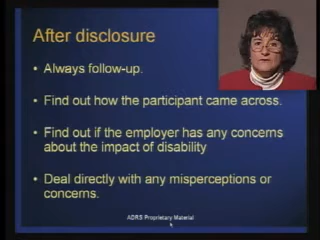 After disclosure
• Always follow-up.
• Find out how the participant came across.
• Find out if the employer has any concerns
about the impact of disability
• Deal directly with any misperceptions or
concerns.
ADRS Proprietary Material